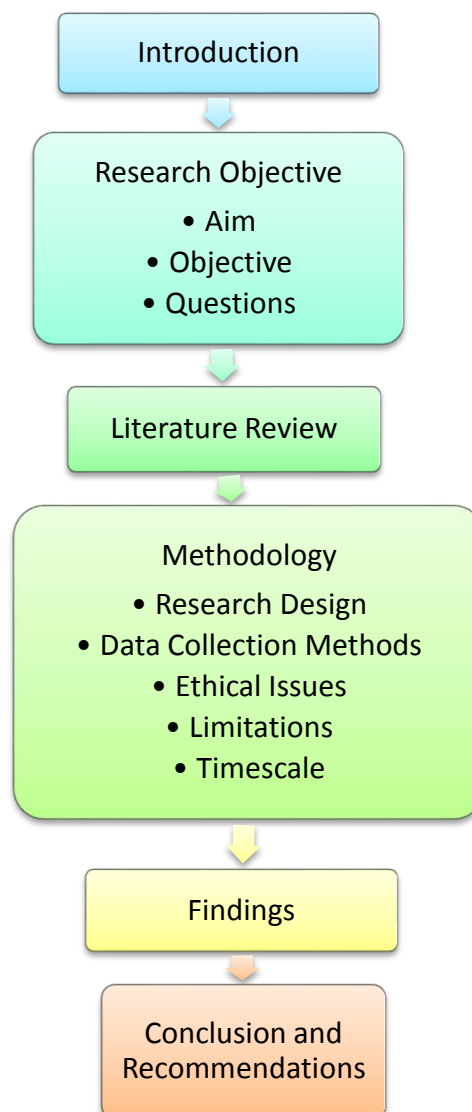 Introduction
Research Objective
• Aim
• Objective
• Questions
Literature Review
Methodology
• Research Design
• Data Collection Methods
• Ethical Issues
• Limitations
• Timescale
Findings
Conclusion and
Recommendations